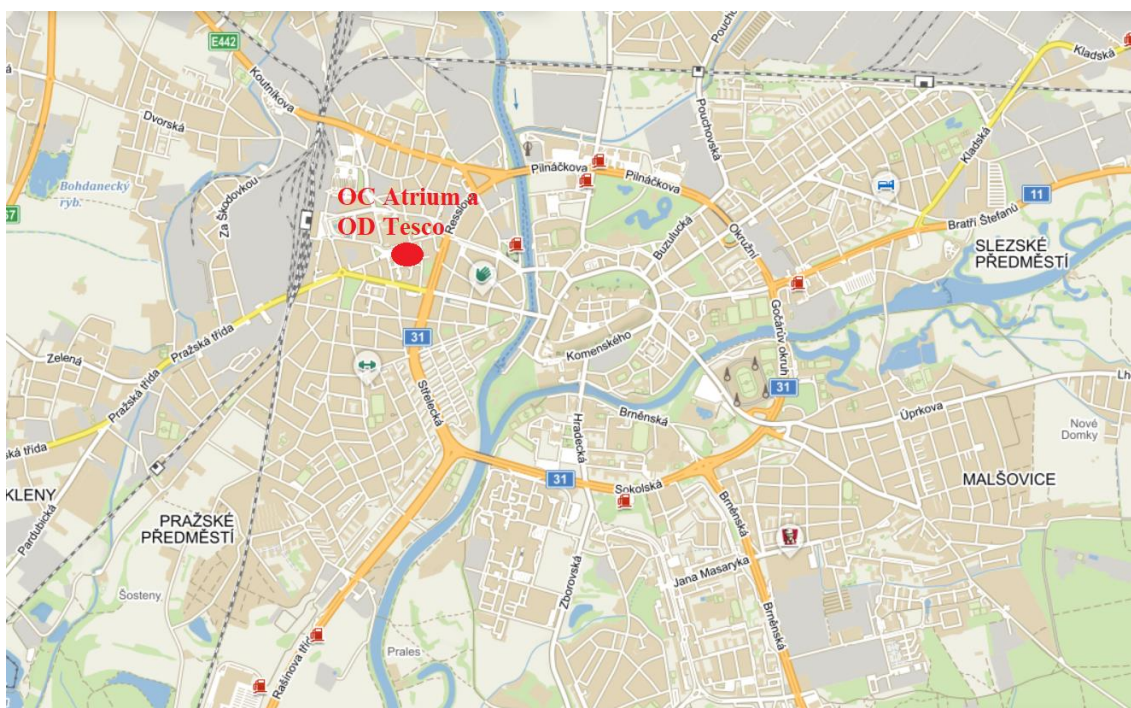 E442
Koutníkova
Dvorská
Bohdanecký
ryb.
Za Škodovkou
OC Atrium a
OD Tesco
Pilnáčkova
Pilnáčkova
Pouchovská
Kladská
Kladská
11
Bratří Štefanů
SLEZSKÉ
PŘEDMĚSTÍ
Buzulucká
Okružní
Gočárův okruh
31
Komenského
31
Střelecká
Pražská třída
Pražská třída
Zelená
Brněnská
Hradecká
Úprkova
Nové
Domky
MALŠOVICE
31
Sokolská
Brněnská
Jana Masaryka
Brněnská
Zborovská
KLENY
Pardubická
PRAŽSKÉ
PŘEDMĚSTÍ
Šosteny
Rašínova
Prales